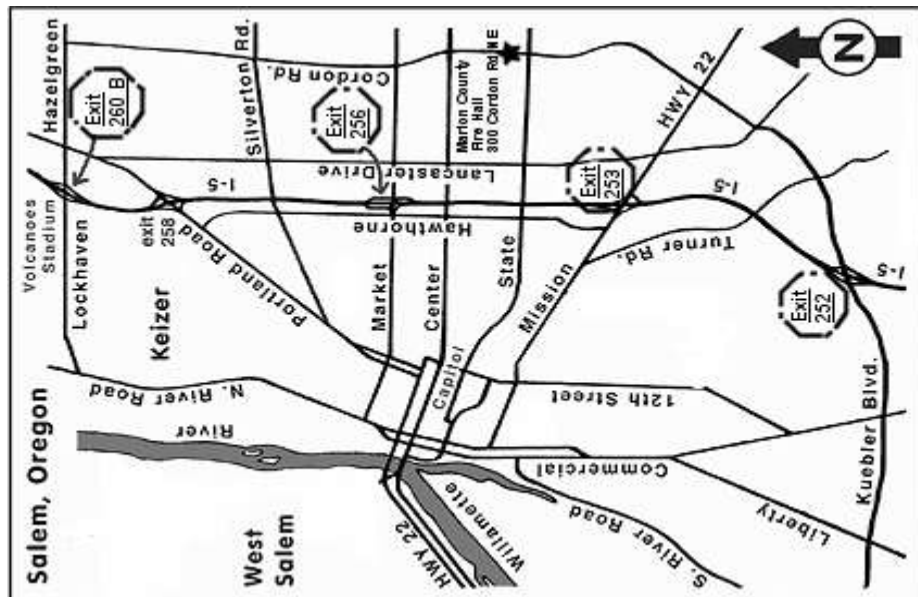 Salem, Oregon
Volcanoes
Stadium
Hazelgreen
Lockhaven
Exit
260 B
exit
258
I-5
Keizer
Portland Road
Silverton Rd.
Cordon Rd.
Exit
256
Lancaster
Drive
Hawthorne
Market
Center
Marion County
Fire Hall
300 Cordon Rd NE
State
Capitol
Mission
HWY 22
Exit
253
I-5
Turner
Rd.
N
Exit
252
I-5
Kuebler Blvd.
12th Street
Commercial
Liberty
S. River Road
N. River Road
River
Willamette
HWY 22
West
Salem